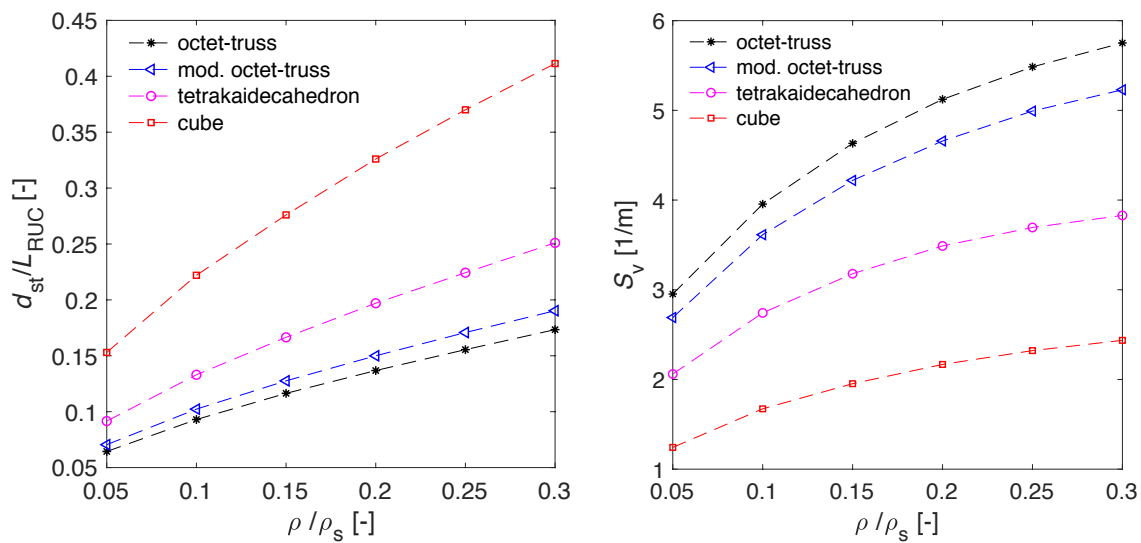 0.45
0.4
0.35
0.3
0.25
0.2
0.15
0.1
0.05
d_st/L_RUC [-]
octet-truss
mod. octet-truss
tetrakaidecahedron
cube
0.05 0.1 0.15 0.2 0.25 0.3
ρ/ρ_s [-]
6
5
4
3
2
1
S_v [1/m]
octet-truss
mod. octet-truss
tetrakaidecahedron
cube
0.05 0.1 0.15 0.2 0.25 0.3
ρ/ρ_s [-]